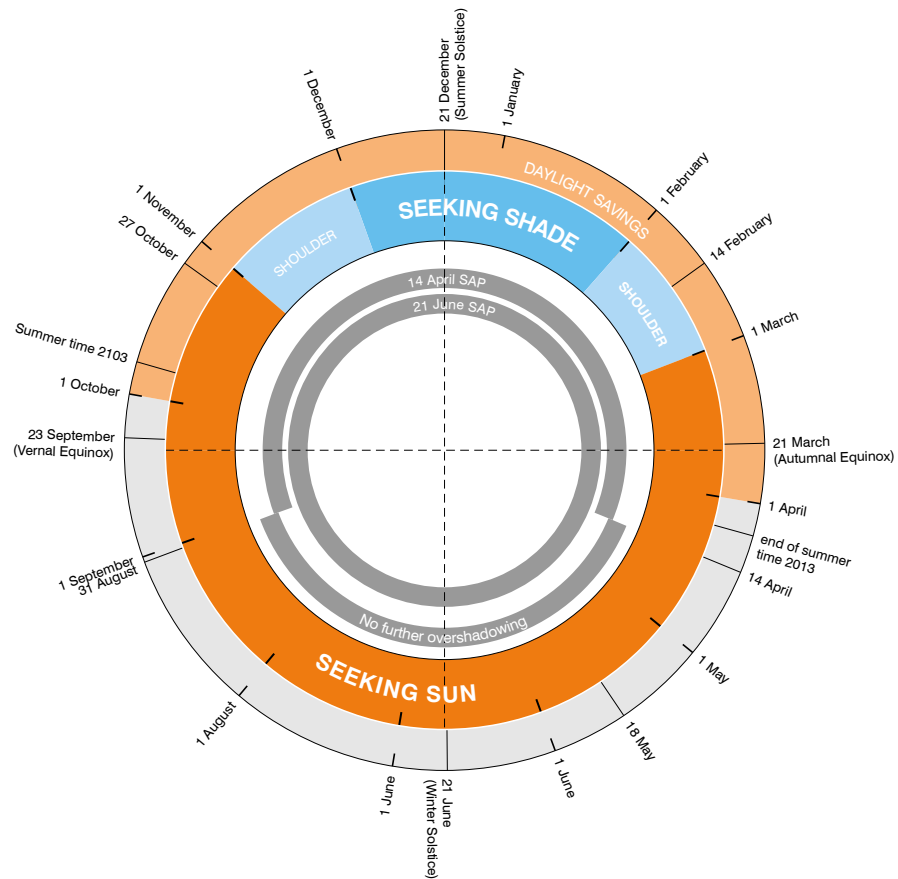 21 December
(Summer Solstice)
1 January
1 February
14 February
1 March
21 March
(Autumnal Equinox)
1 April
end of summer
time 2013
14 April
1 May
18 May
1 June
21 June
(Winter Solstice)
1 June
1 August
31 August
1 September
23 September
(Vernal Equinox)
1 October
Summer time 2103
27 October
1 November
1 December
DAYLIGHT SAVINGS
SEEKING SHADE
SHOULDER
SHOULDER
14 April SAP
21 June SAP
No further overshadowing
SEEKING SUN